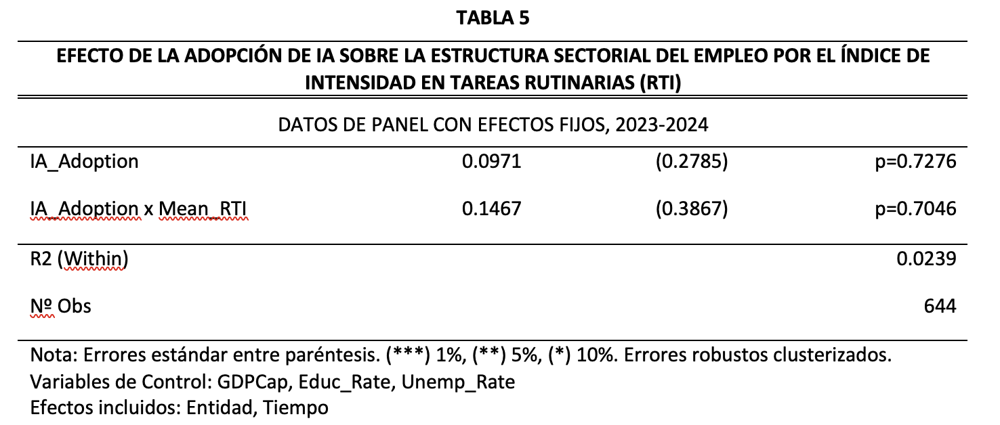 TABLA 5
EFECTO DE LA ADOPCIÓN DE IA SOBRE LA ESTRUCTURA SECTORIAL DEL EMPLEO POR EL ÍNDICE DE
INTENSIDAD EN TAREAS RUTINARIAS (RTI)
DATOS DE PANEL CON EFECTOS FIJOS, 2023-2024
IA_Adoption 0.0971 (0.2785) p=0.7276
IA_Adoption x Mean_RTI 0.1467 (0.3867) p=0.7046
R2 (Within) 0.0239
Nº Obs 644
Nota: Errores estándar entre paréntesis. (***) 1%, (**) 5%, (*) 10%. Errores robustos clusterizados.
Variables de Control: GDPCap, Educ_Rate, Unemp_Rate
Efectos incluidos: Entidad, Tiempo